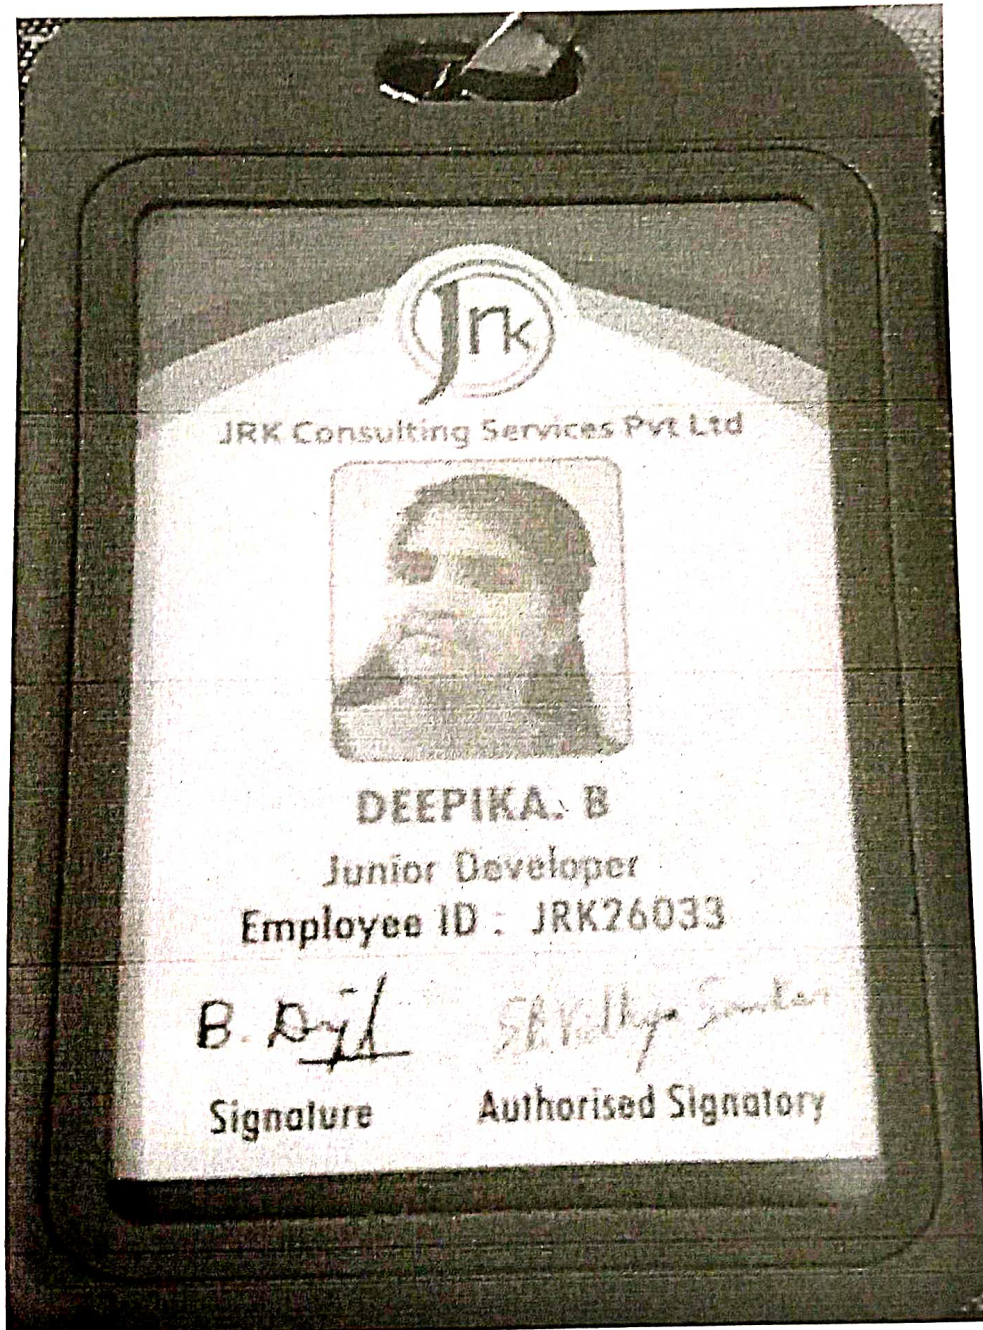 Jrk
JRK Consulting Services Pvt Ltd
DEEPIKA. B
Junior Developer
Employee ID : JRK26033
B.
Signature Authorised Signatory